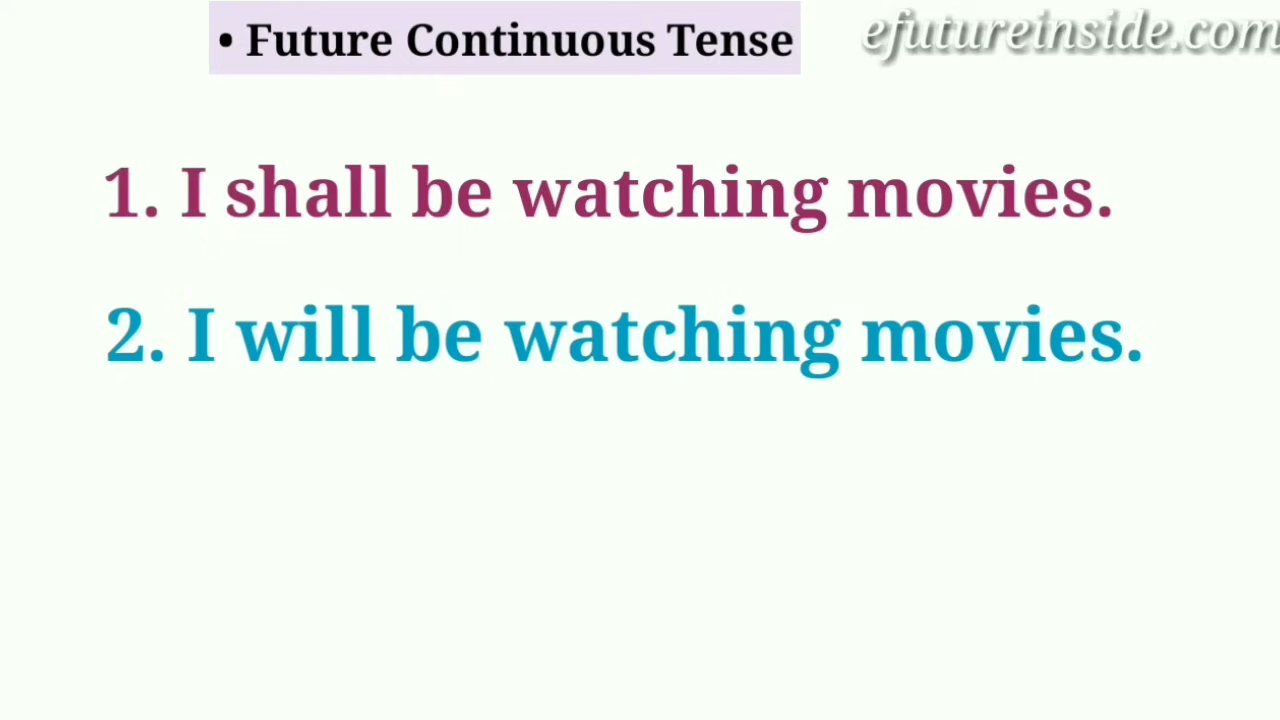 • Future Continuous Tense
efutureinside.com
1. I shall be watching movies.
2. I will be watching movies.